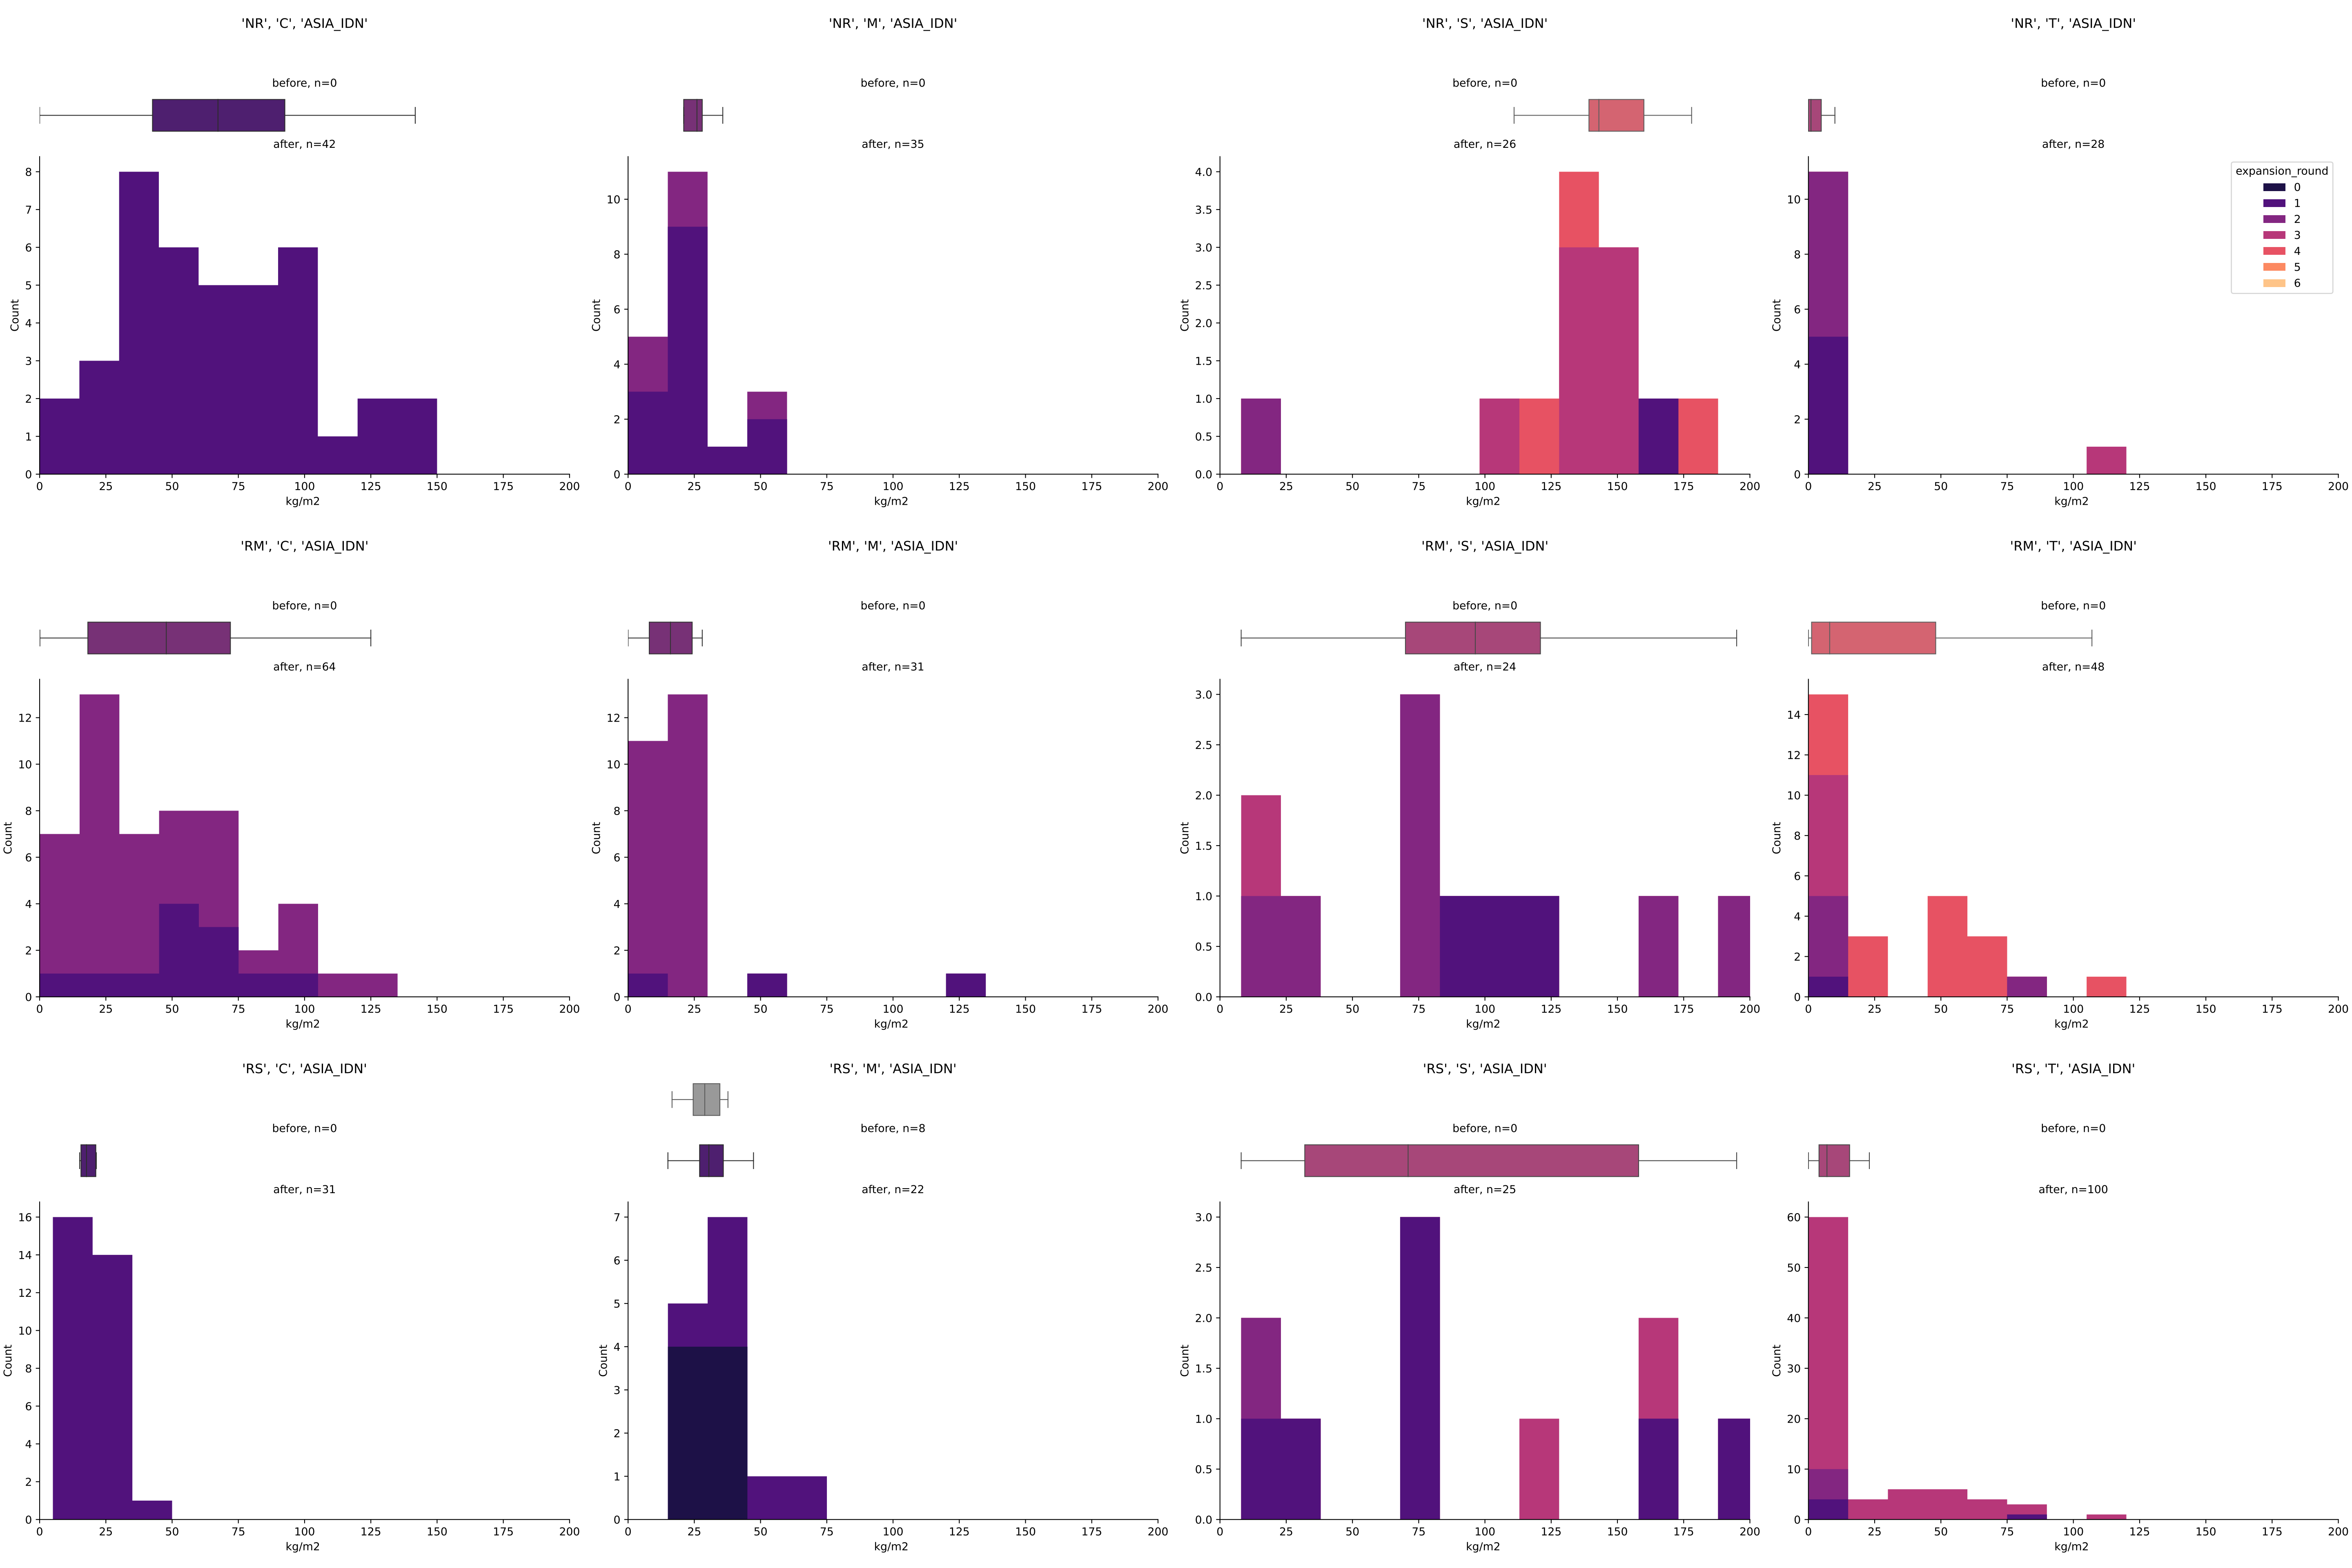 'NR', 'C', 'ASIA_IDN'
before, n=0
after, n=42
8
7
6
5
4
3
2
1
0
Count
0 25 50 75 100 125 150 175 200
kg/m2
'NR', 'M', 'ASIA_IDN'
before, n=0
after, n=35
10
8
6
4
2
0
Count
0 25 50 75 100 125 150 175 200
kg/m2
'NR', 'S', 'ASIA_IDN'
before, n=0
after, n=26
4.0
3.5
3.0
2.5
2.0
1.5
1.0
0.5
0.0
Count
0 25 50 75 100 125 150 175 200
kg/m2
'NR', 'T', 'ASIA_IDN'
before, n=0
after, n=28
10
8
6
4
2
0
Count
0 25 50 75 100 125 150 175 200
kg/m2
expansion_round
0
1
2
3
4
5
6
'RM', 'C', 'ASIA_IDN'
before, n=0
after, n=64
12
10
8
6
4
2
0
Count
0 25 50 75 100 125 150 175 200
kg/m2
'RM', 'M', 'ASIA_IDN'
before, n=0
after, n=31
12
10
8
6
4
2
0
Count
0 25 50 75 100 125 150 175 200
kg/m2
'RM', 'S', 'ASIA_IDN'
before, n=0
after, n=24
3.0
2.5
2.0
1.5
1.0
0.5
0.0
Count
0 25 50 75 100 125 150 175 200
kg/m2
'RM', 'T', 'ASIA_IDN'
before, n=0
after, n=48
14
12
10
8
6
4
2
0
Count
0 25 50 75 100 125 150 175 200
kg/m2
'RS', 'C', 'ASIA_IDN'
before, n=0
after, n=31
16
14
12
10
8
6
4
2
0
Count
0 25 50 75 100 125 150 175 200
kg/m2
'RS', 'M', 'ASIA_IDN'
before, n=8
after, n=22
7
6
5
4
3
2
1
0
Count
0 25 50 75 100 125 150 175 200
kg/m2
'RS', 'S', 'ASIA_IDN'
before, n=0
after, n=25
3.0
2.5
2.0
1.5
1.0
0.5
0.0
Count
0 25 50 75 100 125 150 175 200
kg/m2
'RS', 'T', 'ASIA_IDN'
before, n=0
after, n=100
60
50
40
30
20
10
0
Count
0 25 50 75 100 125 150 175 200
kg/m2